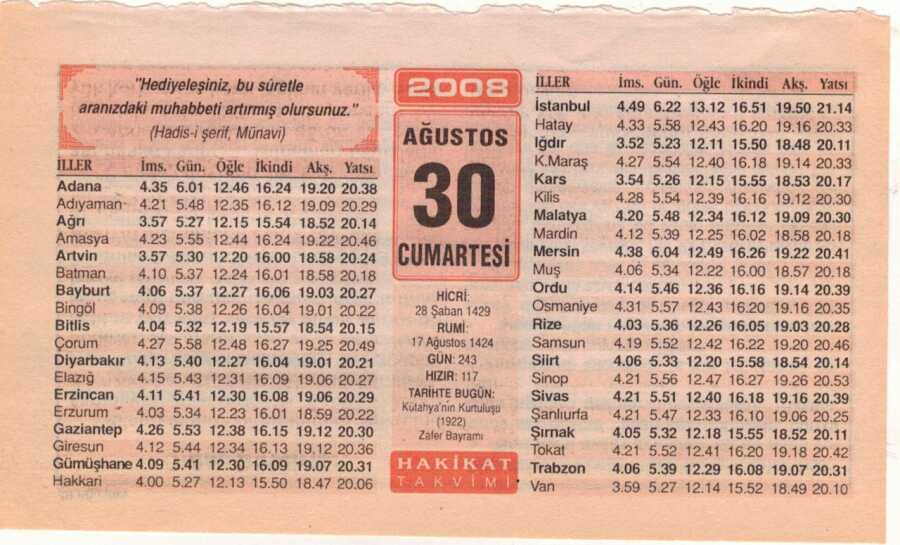 "Hediyeleşiniz, bu sûretle
aranızdaki muhabbeti artırmış olursunuz."
(Hadis-i şerif, Münavi)
İLLER İms. Gün. Öğle İkindi Akş. Yatsı
Adana 4.35 6.01 12.46 16.24 19.20 20.38
Adıyaman 4.21 5.48 12.35 16.12 19.09 20.29
Ağrı 3.57 5.27 12.15 15.54 18.52 20.14
Amasya 4.23 5.55 12.44 16.24 19.22 20.46
Artvin 3.57 5.30 12.20 16.00 18.58 20.24
Batman 4.10 5.37 12.24 16.01 18.58 20.18
Bayburt 4.06 5.37 12.27 16.06 19.03 20.27
Bingöl 4.09 5.38 12.26 16.04 19.01 20.22
Bitlis 4.04 5.32 12.19 15.57 18.54 20.15
Çorum 4.27 5.58 12.48 16.27 19.25 20.49
Diyarbakır 4.13 5.40 12.27 16.04 19.01 20.21
Elazığ 4.15 5.43 12.31 16.09 19.06 20.27
Erzincan 4.11 5.41 12.30 16.08 19.06 20.29
Erzurum 4.03 5.34 12.23 16.01 18.59 20.22
Gaziantep 4.26 5.53 12.38 16.15 19.12 20.30
Giresun 4.12 5.44 12.34 16.13 19.12 20.36
Gümüşhane 4.09 5.41 12.30 16.09 19.07 20.31
Hakkari 4.00 5.27 12.13 15.50 18.47 20.06
2008
AĞUSTOS
30
CUMARTESİ
HİCRİ:
28 Şaban 1429
RUMİ:
17 Ağustos 1424
GÜN: 243
HIZIR: 117
TARİHTE BUGÜN:
Kütahya'nın Kurtuluşu
(1922)
Zafer Bayramı
HAKİKAT
TAKVİMİ
İLLER İms. Gün. Öğle İkindi Akş. Yatsı
İstanbul 4.49 6.22 13.12 16.51 19.50 21.14
Hatay 4.33 5.58 12.43 16.20 19.16 20.33
Iğdır 3.52 5.23 12.11 15.50 18.48 20.11
K.Maraş 4.27 5.54 12.40 16.18 19.14 20.33
Kars 3.54 5.26 12.15 15.55 18.53 20.17
Kilis 4.28 5.54 12.39 16.16 19.12 20.30
Malatya 4.20 5.48 12.34 16.12 19.09 20.30
Mardin 4.12 5.39 12.25 16.02 18.58 20.18
Mersin 4.38 6.04 12.49 16.26 19.22 20.41
Muş 4.06 5.34 12.22 16.00 18.57 20.18
Ordu 4.14 5.46 12.36 16.16 19.14 20.39
Osmaniye 4.31 5.57 12.43 16.20 19.16 20.35
Rize 4.03 5.36 12.26 16.05 19.03 20.28
Samsun 4.19 5.52 12.42 16.22 19.20 20.46
Siirt 4.06 5.33 12.20 15.58 18.54 20.14
Sinop 4.21 5.56 12.47 16.27 19.26 20.53
Sivas 4.21 5.51 12.40 16.18 19.16 20.39
Şanlıurfa 4.21 5.47 12.33 16.10 19.06 20.25
Şırnak 4.05 5.32 12.18 15.55 18.52 20.11
Tokat 4.21 5.52 12.41 16.20 19.18 20.42
Trabzon 4.06 5.39 12.29 16.08 19.07 20.31
Van 3.59 5.27 12.14 15.52 18.49 20.10